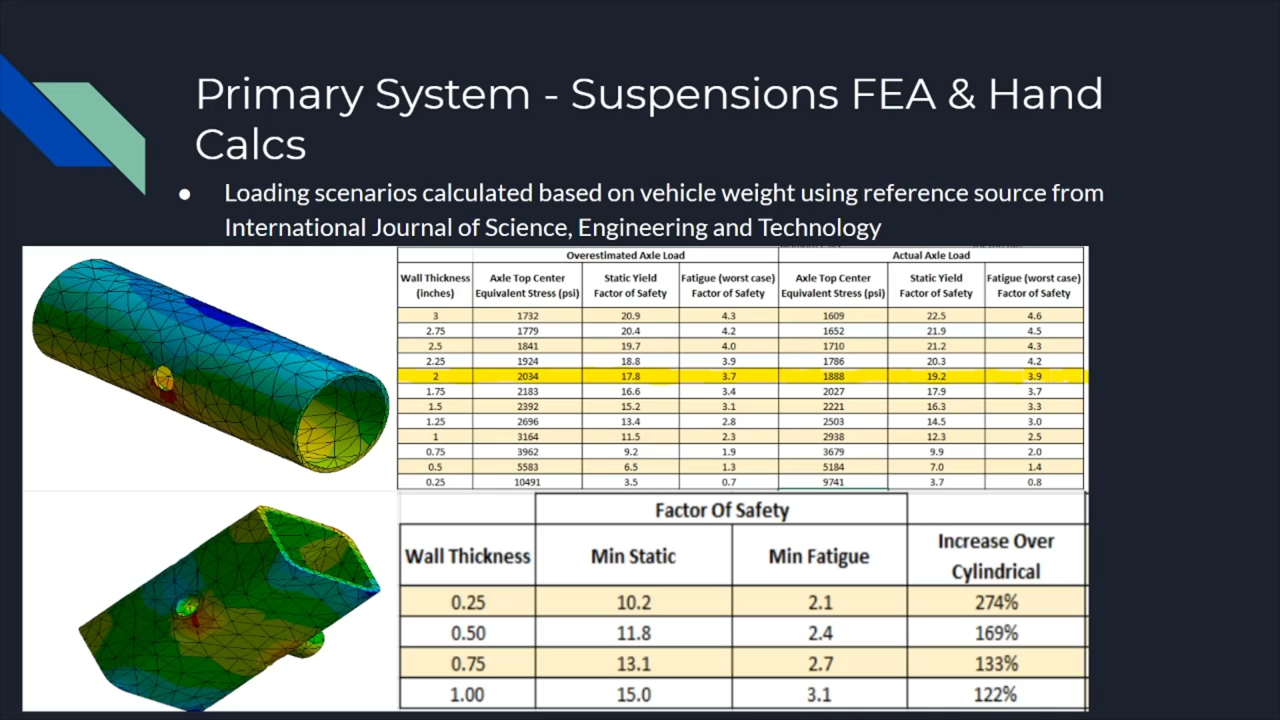 Primary System - Suspensions FEA & Hand
Calcs
● Loading scenarios calculated based on vehicle weight using reference source from
International Journal of Science, Engineering and Technology
Overestimated Axle Load Actual Axle Load
Wall Thickness Axle Top Center Static Yield Fatigue (worst case) Axle Top Center Static Yield Fatigue (worst case)
(inches) Equivalent Stress (psi) Factor of Safety Factor of Safety Equivalent Stress (psi) Factor of Safety Factor of Safety
3 1732 20.9 4.3 1609 22.5 4.6
2.75 1779 20.4 4.2 1652 21.9 4.5
2.5 1841 19.7 4.0 1710 21.2 4.3
2.25 1924 18.8 3.9 1786 20.3 4.2
2 2034 17.8 3.7 1888 19.2 3.9
1.75 2183 16.6 3.4 2027 17.9 3.7
1.5 2392 15.2 3.1 2221 16.3 3.3
1.25 2696 13.4 2.8 2503 14.5 3.0
1 3164 11.5 2.3 2938 12.3 2.5
0.75 3962 9.2 1.9 3679 9.9 2.0
0.5 5583 6.5 1.3 5184 7.0 1.4
0.25 10491 3.5 0.7 9741 3.7 0.8
Factor Of Safety
Wall Thickness Min Static Min Fatigue Increase Over
Cylindrical
0.25 10.2 2.1 274%
0.50 11.8 2.4 169%
0.75 13.1 2.7 133%
1.00 15.0 3.1 122%